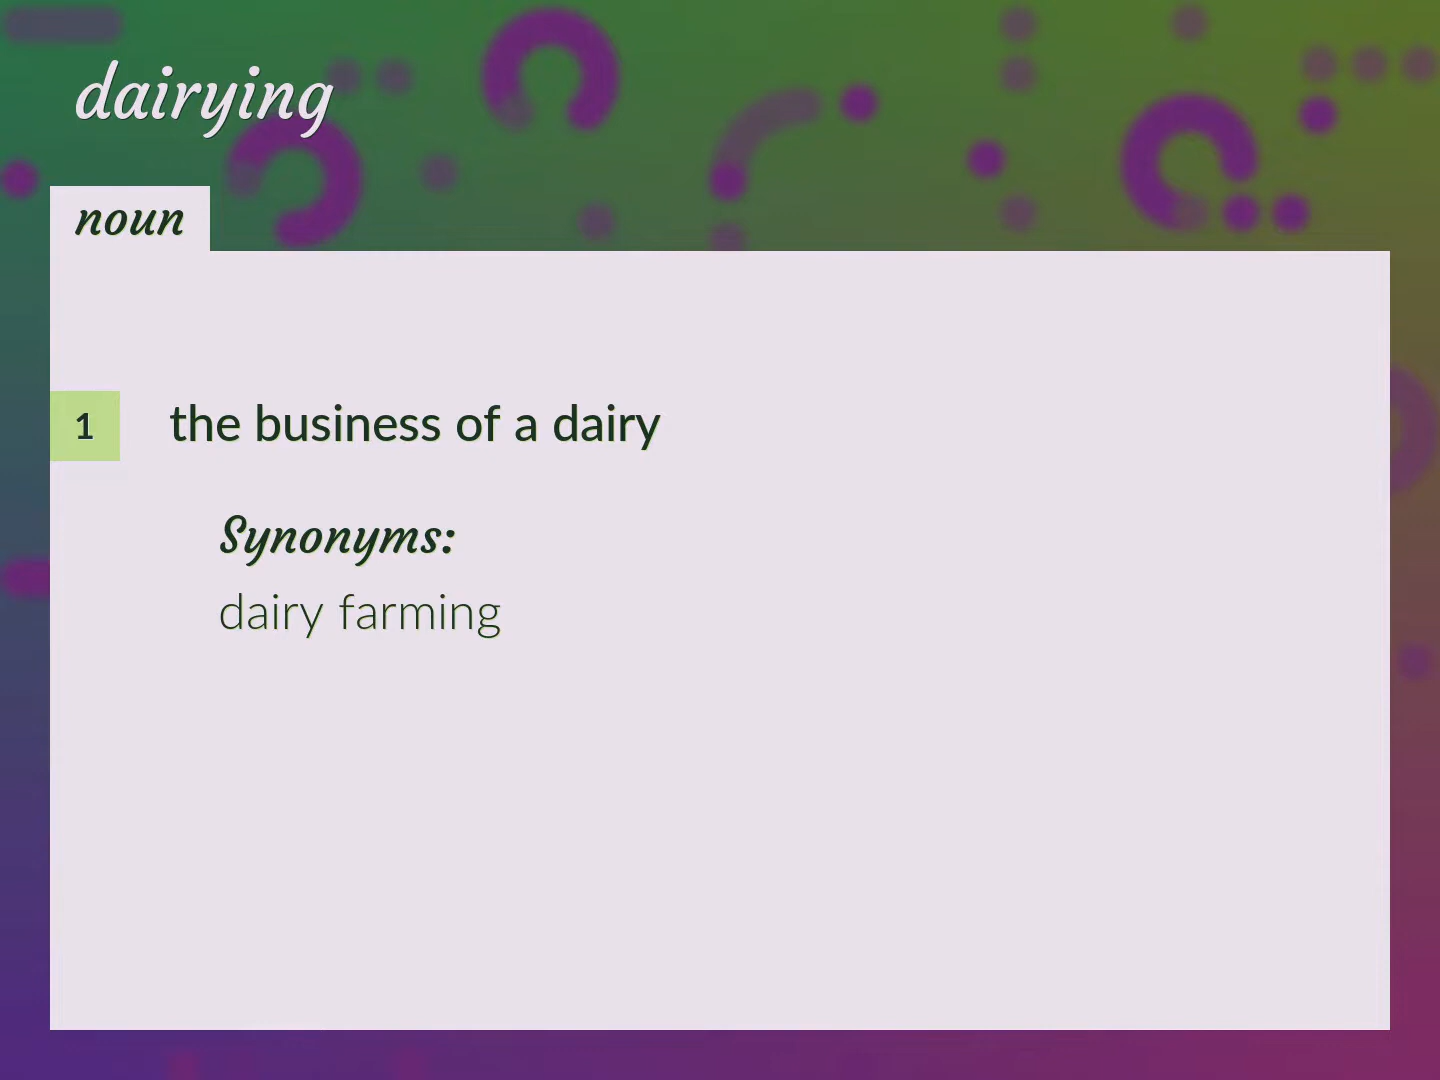 dairying
noun
1 the business of a dairy
Synonyms:
dairy farming